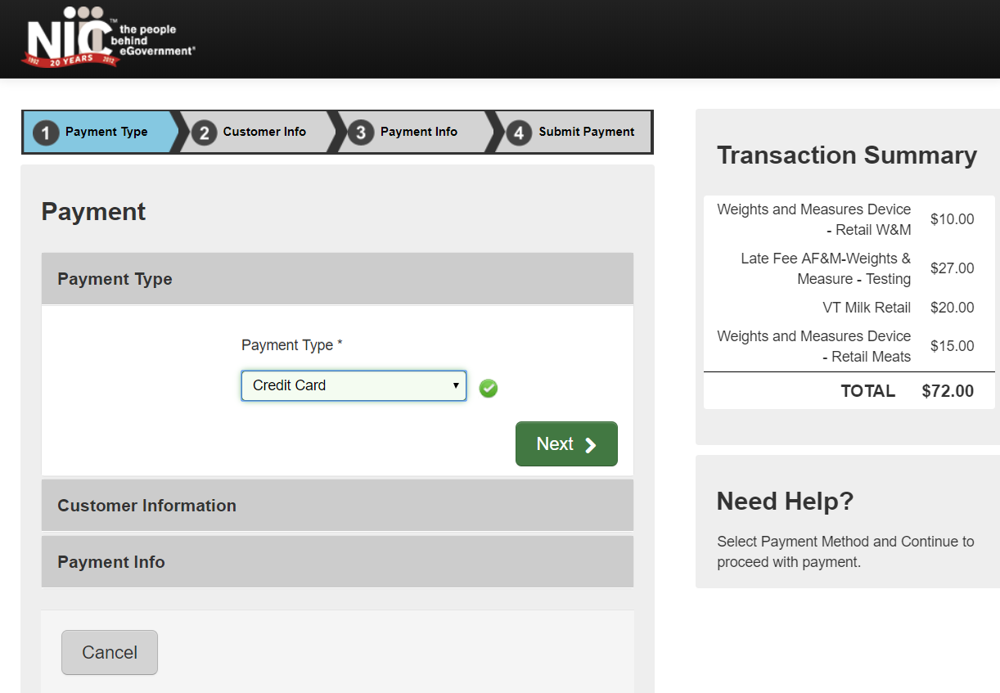 NIC™
the people
behind
eGovernment®
1992 20 YEARS 2012
1 Payment Type
2 Customer Info
3 Payment Info
4 Submit Payment
Payment
Payment Type
Payment Type *
Credit Card
Next
Customer Information
Payment Info
Cancel
Transaction Summary
Weights and Measures Device
- Retail W&M
$10.00
Late Fee AF&M-Weights &
Measure - Testing
$27.00
VT Milk Retail $20.00
Weights and Measures Device
- Retail Meats
$15.00
TOTAL $72.00
Need Help?
Select Payment Method and Continue to
proceed with payment.